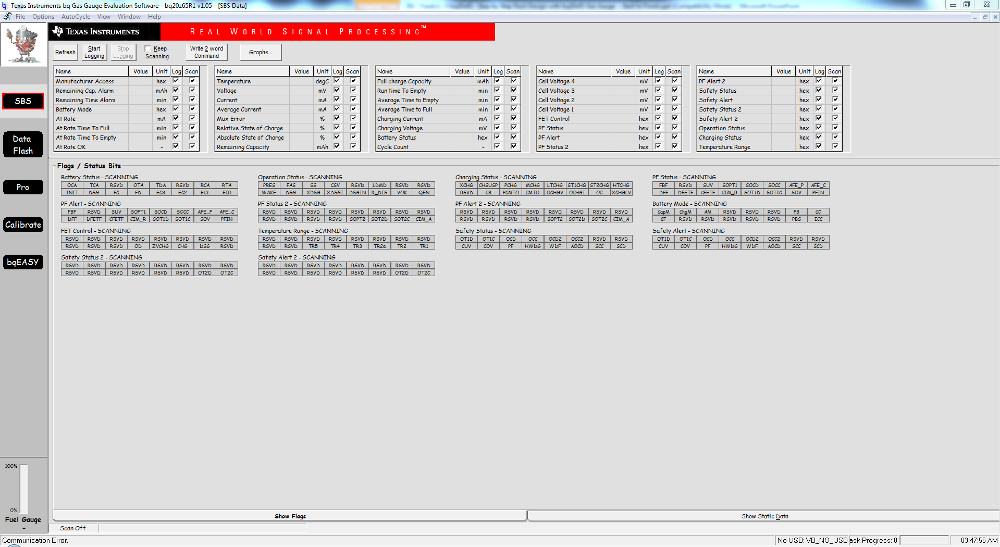 Texas Instruments bq Gas Gauge Evaluation Software - bq20z65R1 v1.05 - [SBS Data]
File Options AutoCycle View Window Help
TEXAS INSTRUMENTS REAL WORLD SIGNAL PROCESSING™
Refresh Start Logging Stop Logging Keep Scanning Write 2 word Command Graphs...
Name Value Unit Log Scan Name Value Unit Log Scan Name Value Unit Log Scan Name Value Unit Log Scan Name Value Unit Log Scan
Manufacturer Access hex Temperature degC Full charge Capacity mAh Cell Voltage 4 mV PF Alert 2 hex
Remaining Cap. Alarm mAh Voltage mV Run time To Empty min Cell Voltage 3 mV Safety Status hex
Remaining Time Alarm min Current mA Average Time to Empty min Cell Voltage 2 mV Safety Alert hex
Battery Mode hex Average Current mA Average Time to Full min Cell Voltage 1 mV Safety Status 2 hex
At Rate mA Max Error % Charging Current mA FET Control hex Safety Alert 2 hex
At Rate Time To Full min Relative State of Charge % Charging Voltage mV PF Status hex Operation Status hex
At Rate Time To Empty min Absolute State of Charge % Battery Status hex PF Alert hex Charging Status hex
At Rate OK - Remaining Capacity mAh Cycle Count - PF Status 2 hex Temperature Range hex
SBS
Data Flash
Pro
Calibrate
bqEASY
Flags / Status Bits
Battery Status - SCANNING Operation Status - SCANNING Charging Status - SCANNING PF Status - SCANNING
OCA TCA RSVD OTA TDA RSVD RCA RTA PRES FAS SS CSV RSVD LDMD RSVD RSVD XCHG CHSUSP PCHG MCHG LTCHG ST1CHG ST2CHG HTCHG FBF RSVD SUV SOPT1 SOCD SOCC AFE_P AFE_C
INIT DSG FC FD EC3 EC2 EC1 EC0 WAKE DSG XDSG XDSGI DSGIN R_DIS VOK QEN RSVD CB PCMTO CMTO OCHGV OCHGI OC XCHGLV DFF DFETF CFETF CIM_R SOT1D SOT1C SOV PFIN
PF Alert - SCANNING PF Status 2 - SCANNING PF Alert 2 - SCANNING Battery Mode - SCANNING
FBF RSVD SUV SOPT1 SOCD SOCC AFE_P AFE_C RSVD RSVD RSVD RSVD RSVD RSVD RSVD RSVD RSVD RSVD RSVD RSVD RSVD RSVD RSVD RSVD CapM ChgM AM RSVD RSVD RSVD PB CC
DFF DFETF CFETF CIM_R SOT1D SOT1C SOV PFIN RSVD RSVD RSVD RSVD SOPT2 SOT2D SOT2C CIM_A RSVD RSVD RSVD RSVD SOPT2 SOT2D SOT2C CIM_A CF RSVD RSVD RSVD RSVD RSVD PBS ICC
FET Control - SCANNING Temperature Range - SCANNING Safety Status - SCANNING Safety Alert - SCANNING
RSVD RSVD RSVD RSVD RSVD RSVD RSVD RSVD RSVD RSVD RSVD RSVD RSVD RSVD RSVD RSVD OT1D OT1C OCD OCC OCD2 OCC2 RSVD RSVD OT1D OT1C OCD OCC OCD2 OCC2 RSVD RSVD
RSVD RSVD RSVD OD ZVCHG CHG DSG RSVD RSVD RSVD TR5 TR4 TR3 TR2a TR2 TR1 CUV COV PF HWDG WDF AOCD SCC SCD CUV COV PF HWDG WDF AOCD SCC SCD
Safety Status 2 - SCANNING Safety Alert 2 - SCANNING
RSVD RSVD RSVD RSVD RSVD RSVD RSVD RSVD RSVD RSVD RSVD RSVD RSVD RSVD RSVD RSVD
RSVD RSVD RSVD RSVD RSVD RSVD OT2D OT2C RSVD RSVD RSVD RSVD RSVD RSVD OT2D OT2C
100%
0%
Fuel Gauge
-
Show Flags Show Static Data
Scan Off
Communication Error. No USB: VB_NO_USB ask Progress: 0' 03:47:55 AM